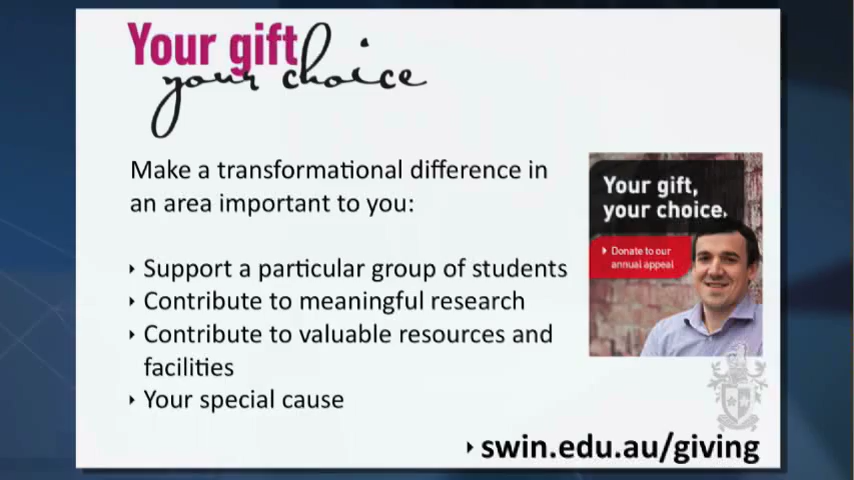 Your gift
your choice
Make a transformational difference in
an area important to you:
Support a particular group of students
Contribute to meaningful research
Contribute to valuable resources and
facilities
Your special cause
Your gift,
your choice.
Donate to our
annual appeal
swin.edu.au/giving